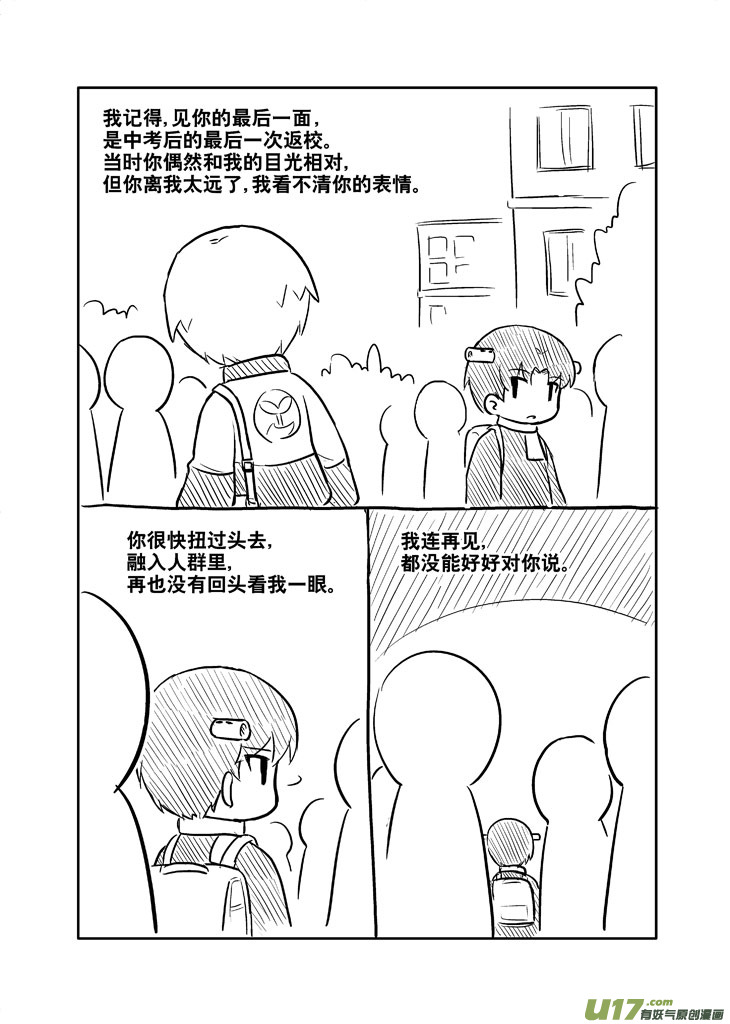 我记得，见你的最后一面，
是中考后的最后一次返校。
当时你偶然和我的目光相对，
但你离我太远了，我看不清你的表情。
你很快扭过头去，
融入人群里，
再也没有回头看我一眼。
我连再见，
都没能好好对你说。
U17.com
有妖气原创漫画